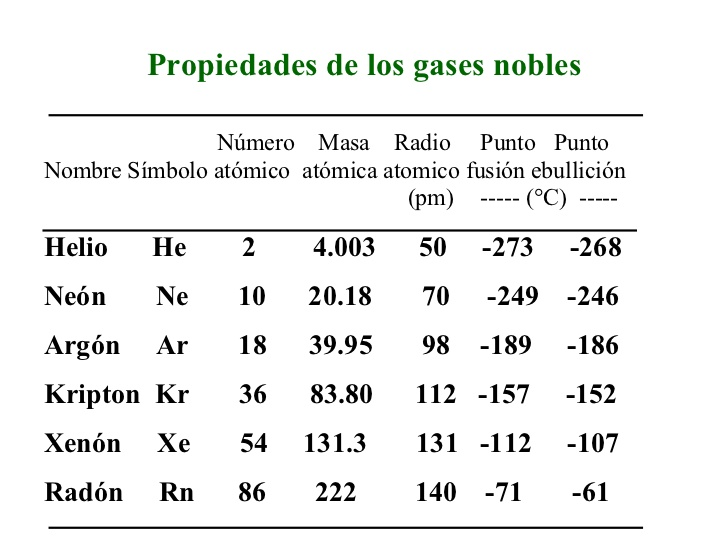 Propiedades de los gases nobles
Número Masa Radio Punto Punto
Nombre Símbolo atómico atómica atomico fusión ebullición
(pm) ----- (°C) -----
Helio He 2 4.003 50 -273 -268
Neón Ne 10 20.18 70 -249 -246
Argón Ar 18 39.95 98 -189 -186
Kripton Kr 36 83.80 112 -157 -152
Xenón Xe 54 131.3 131 -112 -107
Radón Rn 86 222 140 -71 -61